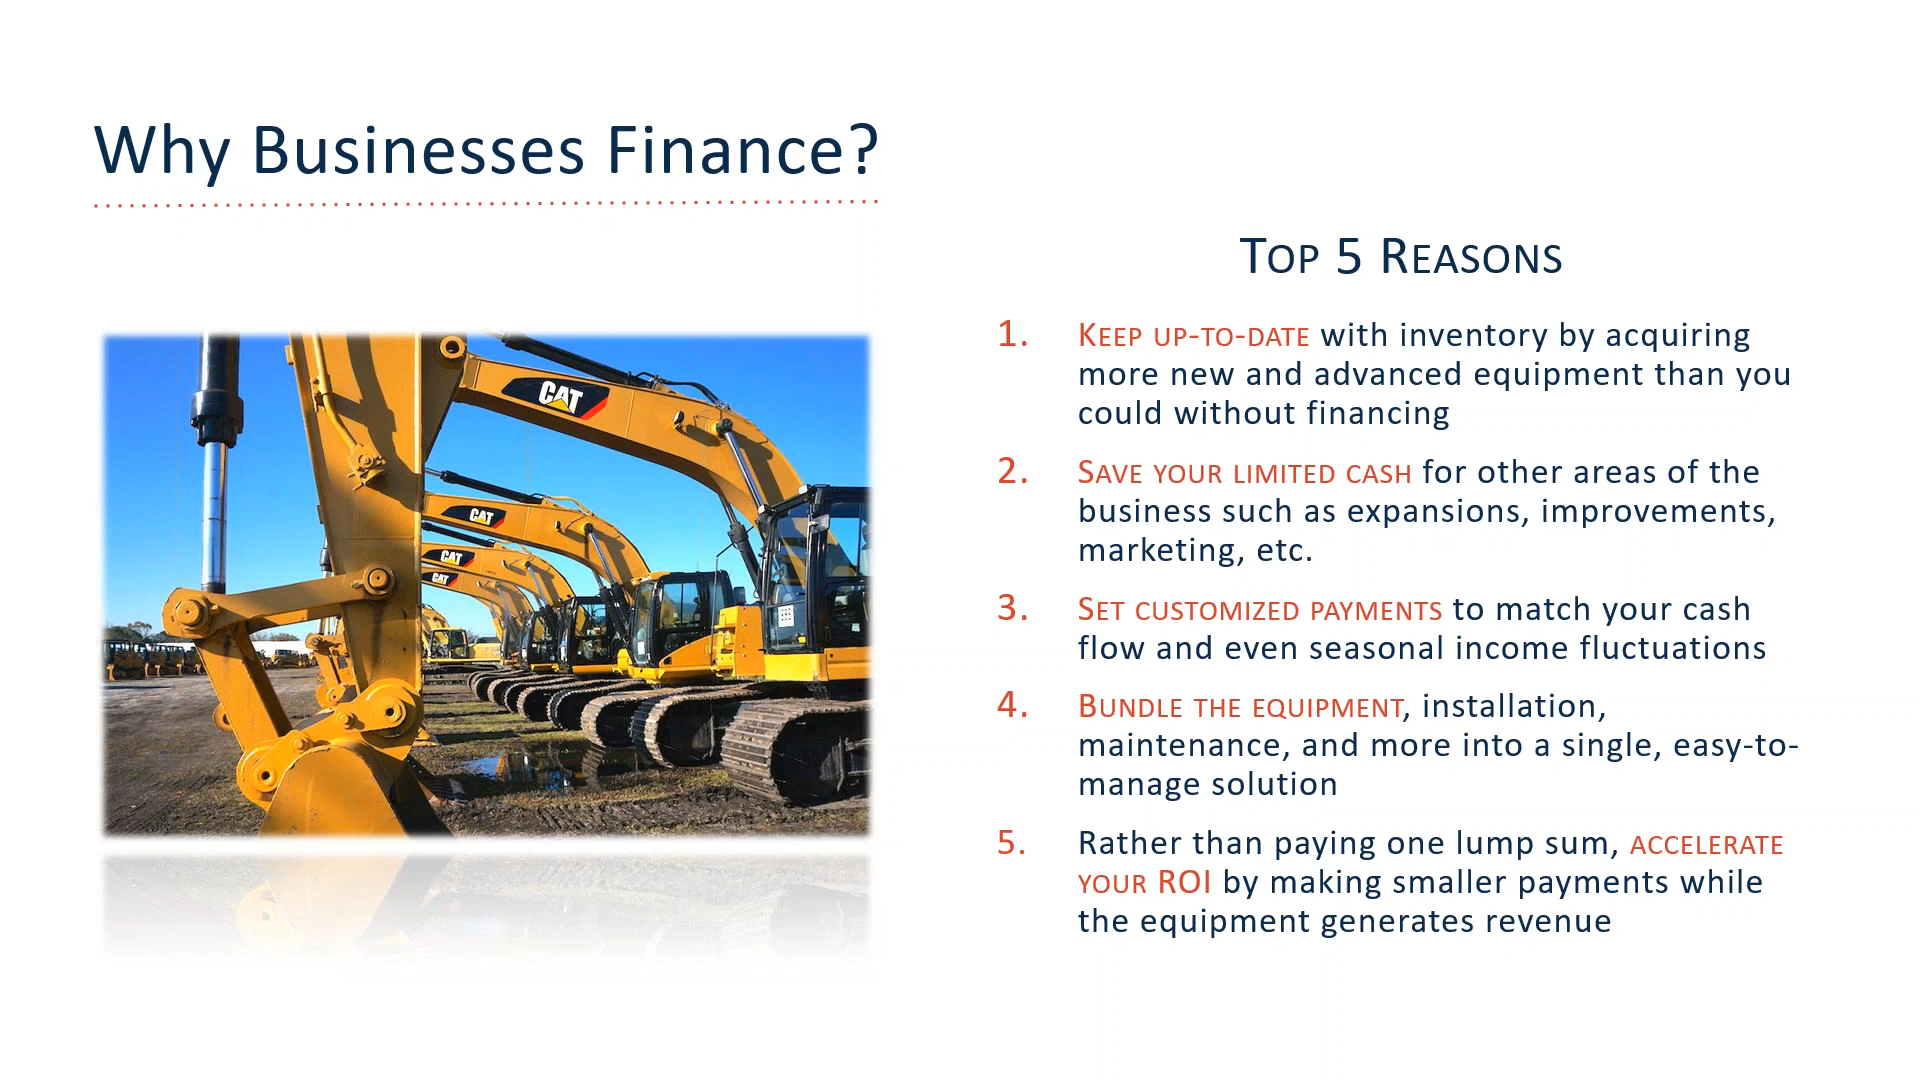 Why Businesses Finance?
TOP 5 REASONS
1. KEEP UP-TO-DATE with inventory by acquiring
more new and advanced equipment than you
could without financing
2. SAVE YOUR LIMITED CASH for other areas of the
business such as expansions, improvements,
marketing, etc.
3. SET CUSTOMIZED PAYMENTS to match your cash
flow and even seasonal income fluctuations
4. BUNDLE THE EQUIPMENT, installation,
maintenance, and more into a single, easy-to-
manage solution
5. Rather than paying one lump sum, ACCELERATE
YOUR ROI by making smaller payments while
the equipment generates revenue
CAT
CAT
CAT
CAT